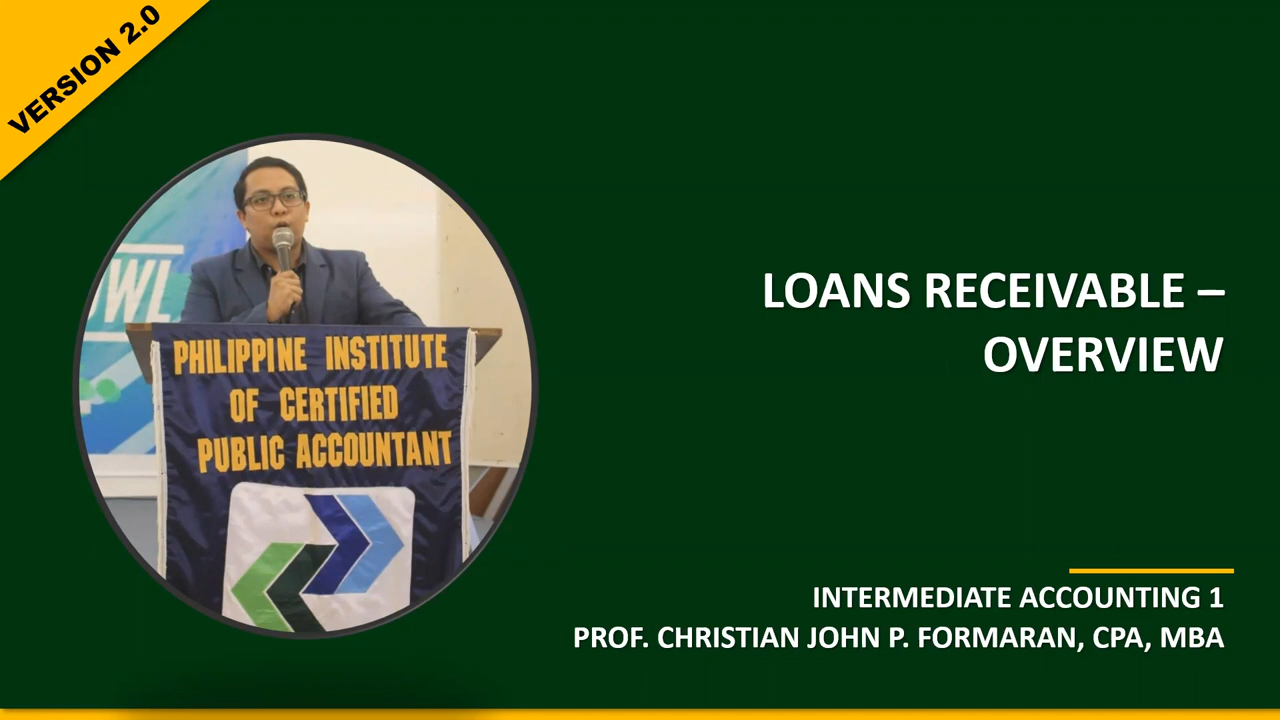 VERSION 2.0
WL
PHILIPPINE INSTITUTE
OF CERTIFIED
PUBLIC ACCOUNTANT
LOANS RECEIVABLE –
OVERVIEW
INTERMEDIATE ACCOUNTING 1
PROF. CHRISTIAN JOHN P. FORMARAN, CPA, MBA